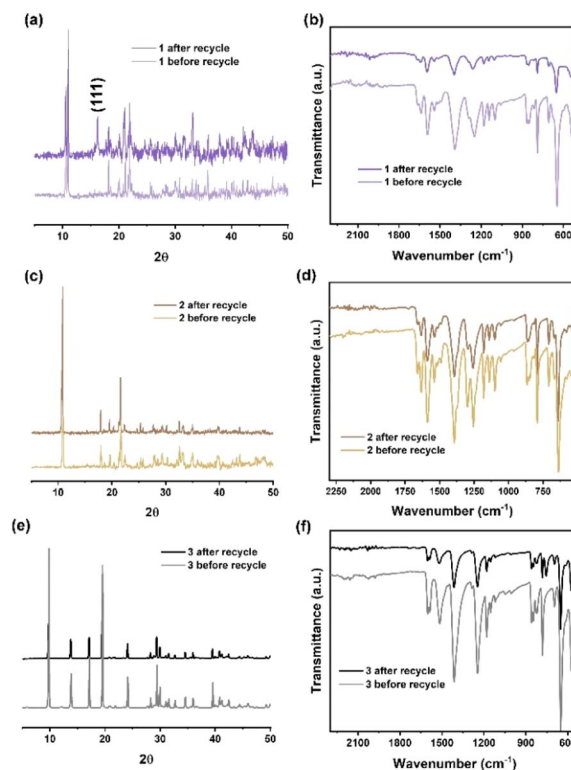 (a)
1 after recycle
1 before recycle
(111)
10 20 30 40 50
2θ
(b)
Transmittance (a.u.)
1 after recycle
1 before recycle
2100 1800 1500 1200 900 600
Wavenumber (cm⁻¹)
(c)
2 after recycle
2 before recycle
10 20 30 40 50
2θ
(d)
Transmittance (a.u.)
2 after recycle
2 before recycle
2250 2000 1750 1500 1250 1000 750
Wavenumber (cm⁻¹)
(e)
3 after recycle
3 before recycle
10 20 30 40 50
2θ
(f)
Transmittance (a.u.)
3 after recycle
3 before recycle
2100 1800 1500 1200 900 600
Wavenumber (cm⁻¹)